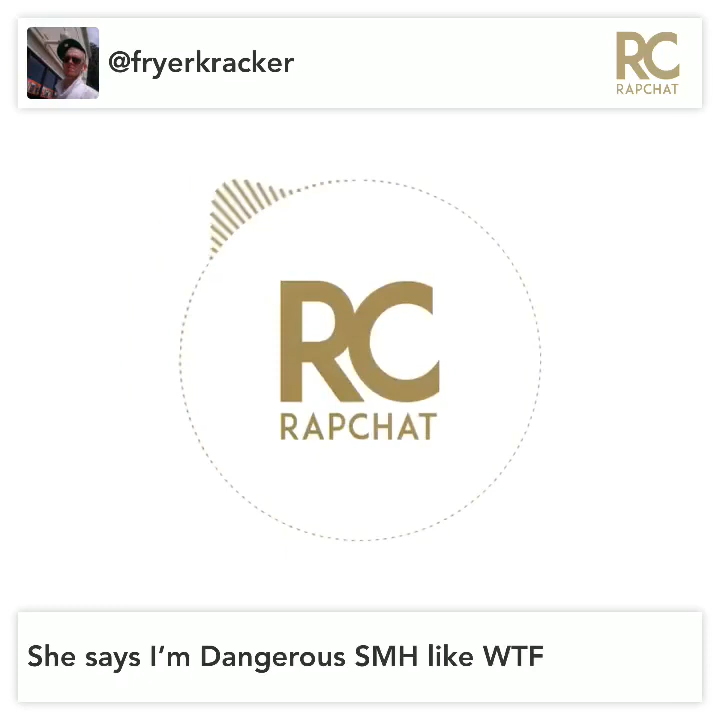 @fryerkracker
RC
RAPCHAT
RC
RAPCHAT
She says I’m Dangerous SMH like WTF